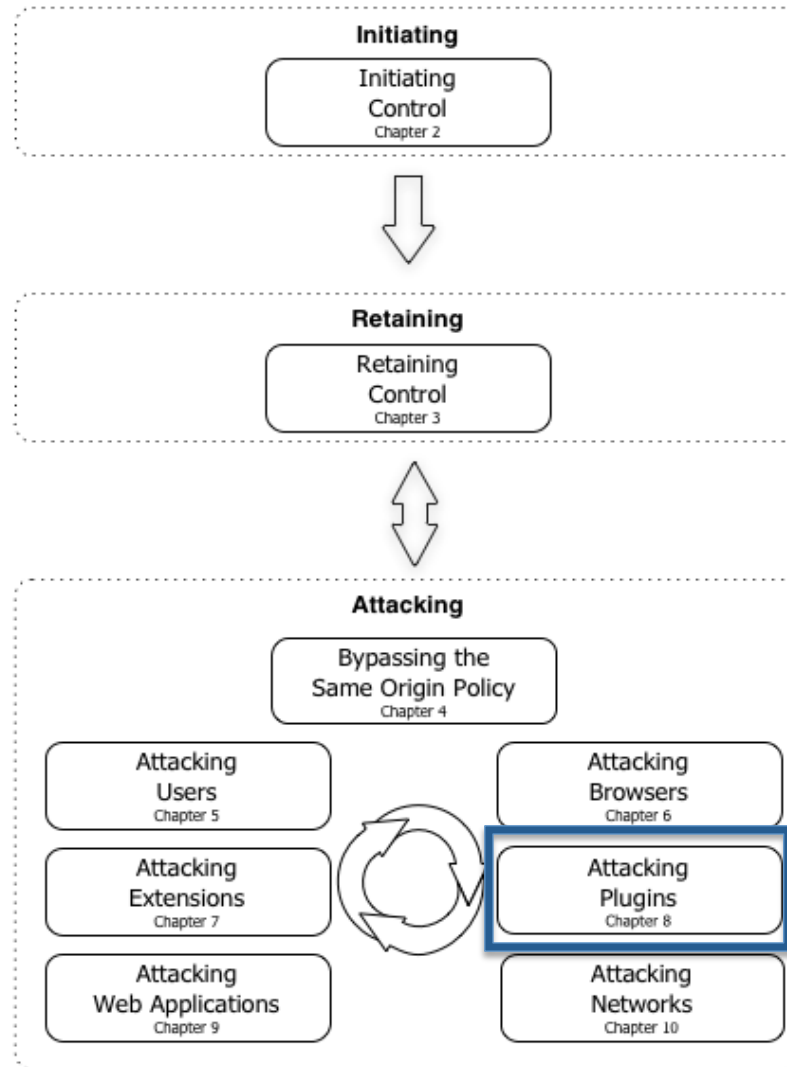 Initiating
Initiating
Control
Chapter 2
Retaining
Retaining
Control
Chapter 3
Attacking
Bypassing the
Same Origin Policy
Chapter 4
Attacking
Users
Chapter 5
Attacking
Browsers
Chapter 6
Attacking
Extensions
Chapter 7
Attacking
Plugins
Chapter 8
Attacking
Web Applications
Chapter 9
Attacking
Networks
Chapter 10